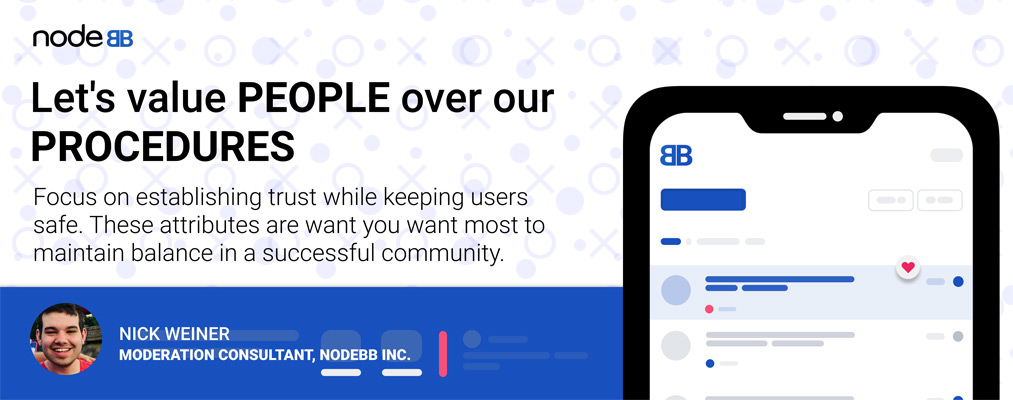 node BB
Let's value PEOPLE over our
PROCEDURES
Focus on establishing trust while keeping users
safe. These attributes are want you want most to
maintain balance in a successful community.
BB
NICK WEINER
MODERATION CONSULTANT, NODEBB INC.